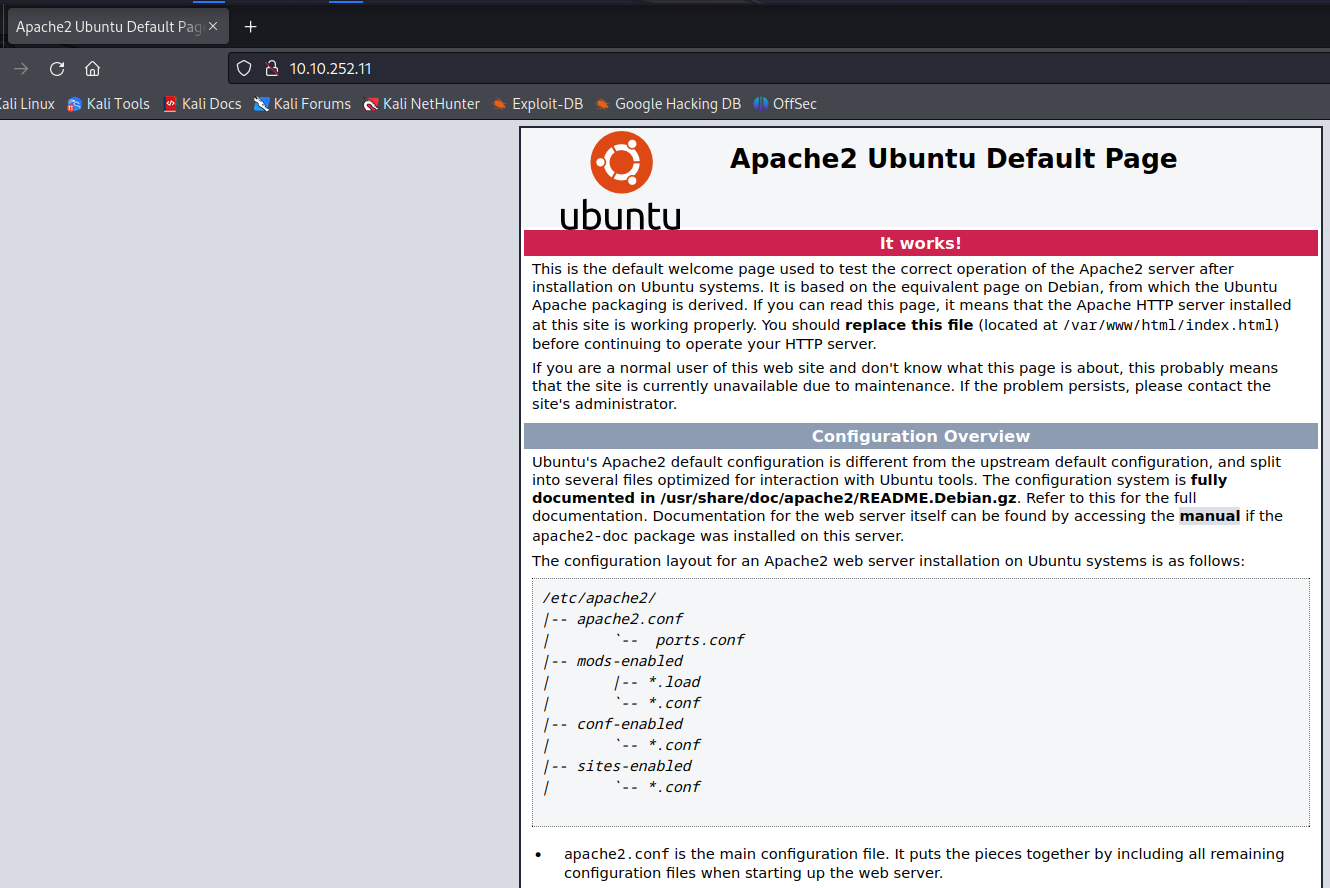 Apache2 Ubuntu Default Pag
10.10.252.11
Kali Linux Kali Tools Kali Docs Kali Forums Kali NetHunter Exploit-DB Google Hacking DB OffSec
ubuntu
Apache2 Ubuntu Default Page
It works!
This is the default welcome page used to test the correct operation of the Apache2 server after
installation on Ubuntu systems. It is based on the equivalent page on Debian, from which the Ubuntu
Apache packaging is derived. If you can read this page, it means that the Apache HTTP server installed
at this site is working properly. You should replace this file (located at /var/www/html/index.html)
before continuing to operate your HTTP server.
If you are a normal user of this web site and don't know what this page is about, this probably means
that the site is currently unavailable due to maintenance. If the problem persists, please contact the
site's administrator.
Configuration Overview
Ubuntu's Apache2 default configuration is different from the upstream default configuration, and split
into several files optimized for interaction with Ubuntu tools. The configuration system is fully
documented in /usr/share/doc/apache2/README.Debian.gz. Refer to this for the full
documentation. Documentation for the web server itself can be found by accessing the manual if the
apache2-doc package was installed on this server.
The configuration layout for an Apache2 web server installation on Ubuntu systems is as follows:
/etc/apache2/
|-- apache2.conf
|       `--  ports.conf
|-- mods-enabled
|       |-- *.load
|       `-- *.conf
|-- conf-enabled
|       `-- *.conf
|-- sites-enabled
|       `-- *.conf
• apache2.conf is the main configuration file. It puts the pieces together by including all remaining
configuration files when starting up the web server.